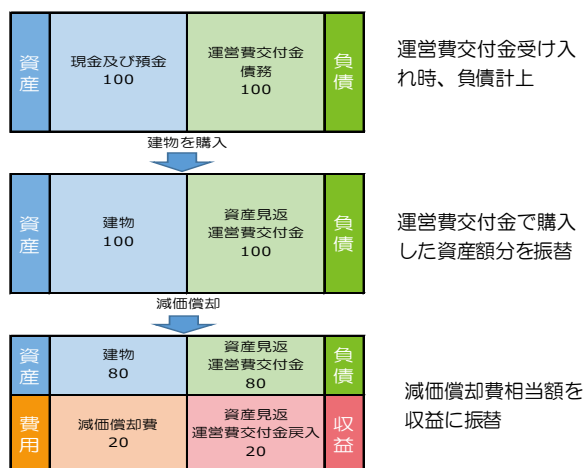 資産
現金及び預金
100
運営費交付金
債務
100
負債
運営費交付金受け入
れ時、負債計上
建物を購入
資産
建物
100
資産見返
運営費交付金
100
負債
運営費交付金で購入
した資産額分を振替
減価償却
資産
建物
80
資産見返
運営費交付金
80
負債
費用
減価償却費
20
資産見返
運営費交付金戻入
20
収益
減価償却費相当額を
収益に振替